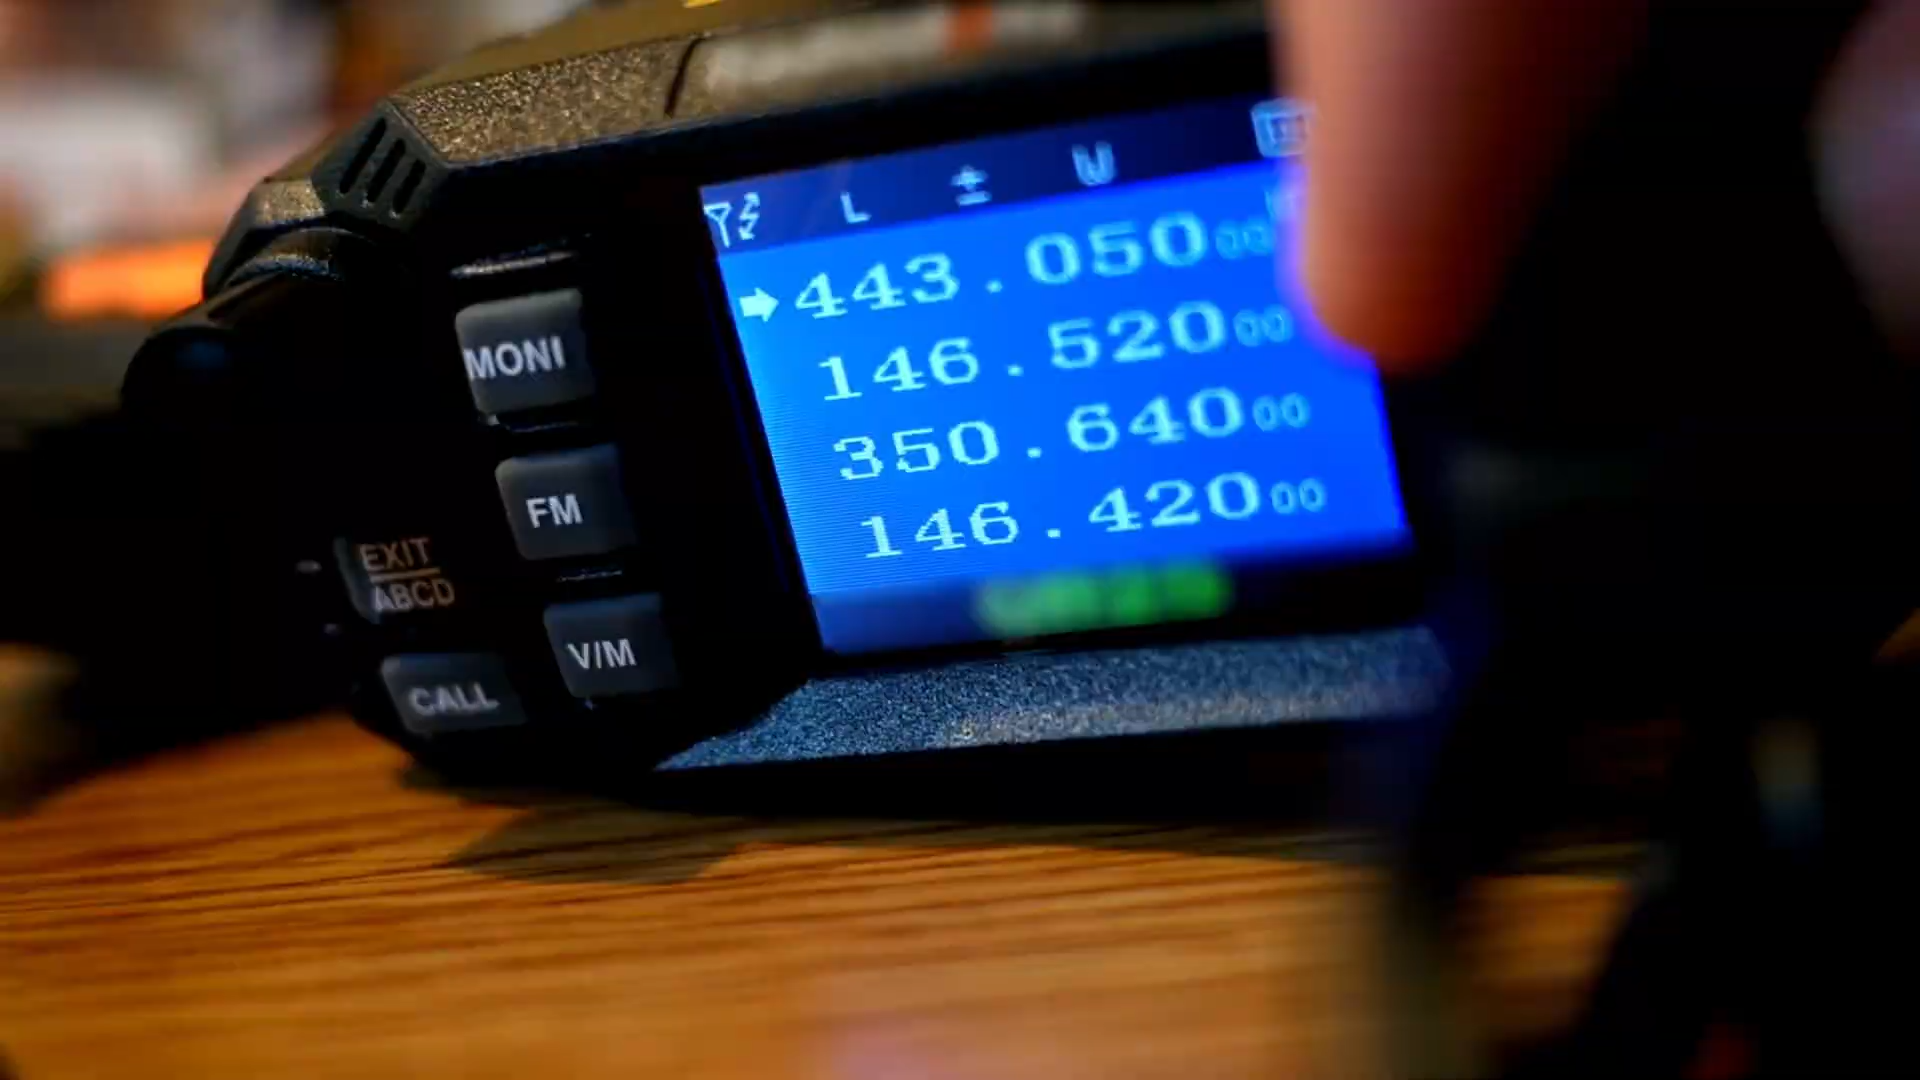 L ± W
443.05000
146.52000
350.64000
146.42000
MONI
FM
EXIT
ABCD
V/M
CALL